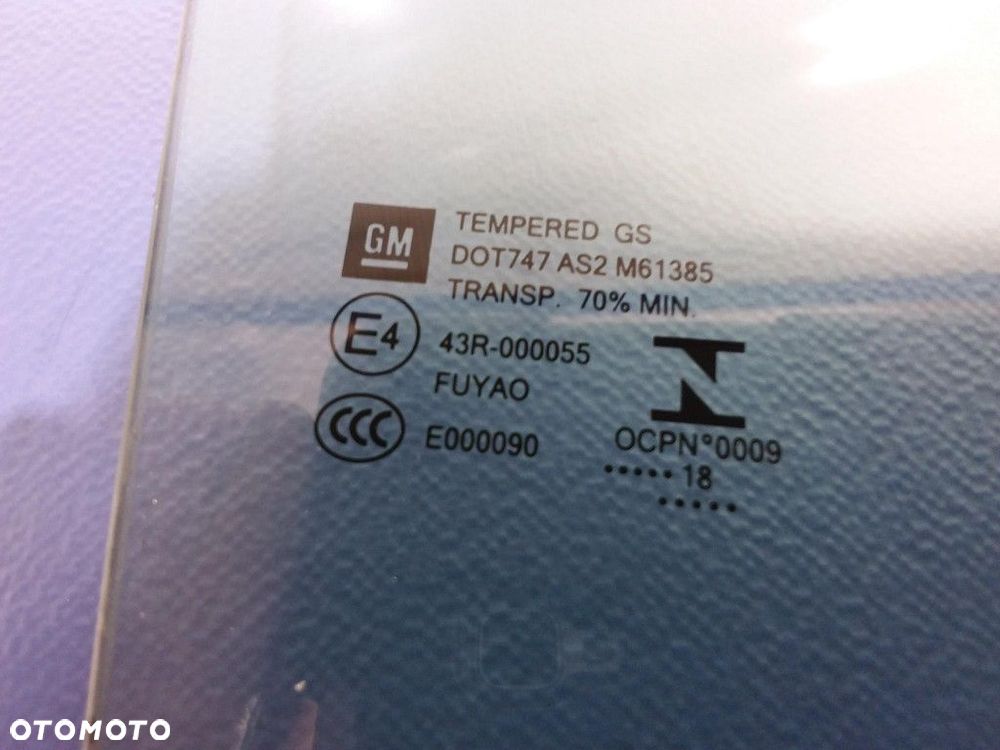 GM
TEMPERED GS
DOT747 AS2 M61385
TRANSP. 70% MIN.
E4
43R-000055
FUYAO
CCC
E000090
OCPN°0009
•••••18
•••••
OTOMOTO